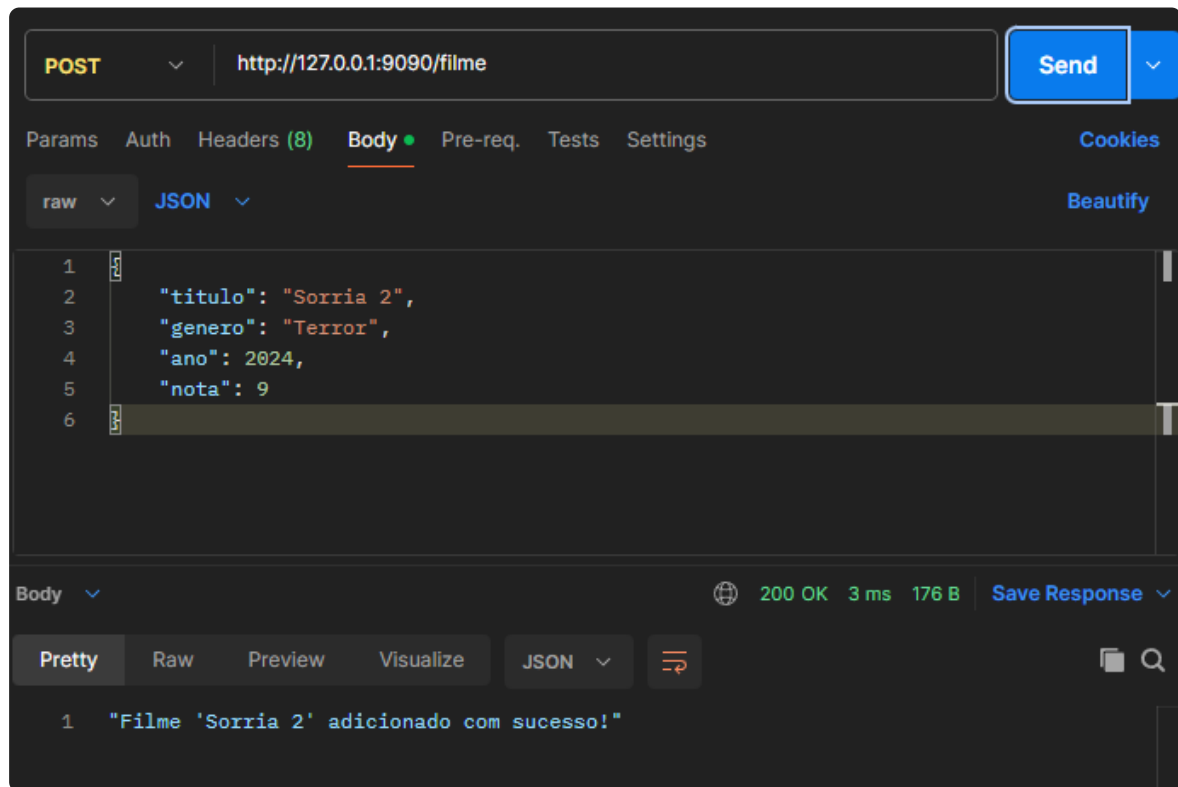 POST http://127.0.0.1:9090/filme Send
Params Auth Headers (8) Body Pre-req. Tests Settings Cookies
raw JSON Beautify
1 {
2 "titulo": "Sorria 2",
3 "genero": "Terror",
4 "ano": 2024,
5 "nota": 9
6 }
Body 200 OK 3 ms 176 B Save Response
Pretty Raw Preview Visualize JSON
1 "Filme 'Sorria 2' adicionado com sucesso!"